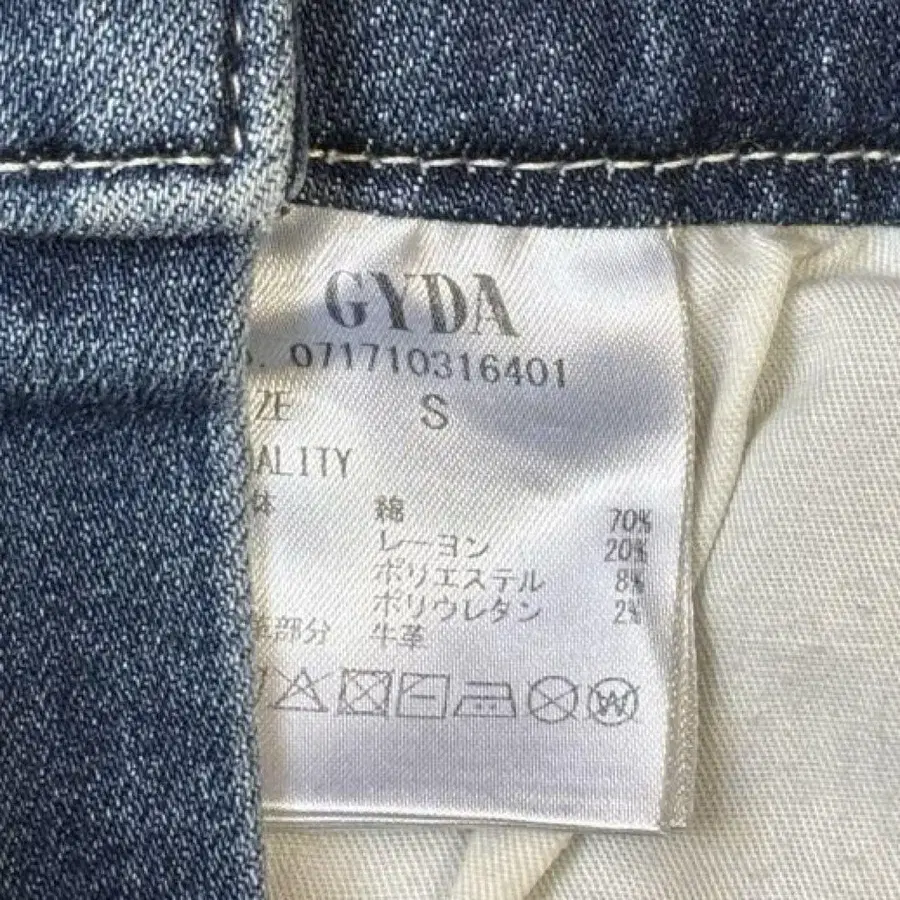 GYDA
. 071710316401
ZE S
ALITY
体 綿 70%
レーヨン 20%
ポリエステル 8%
ポリウレタン 2%
部分 牛革
W